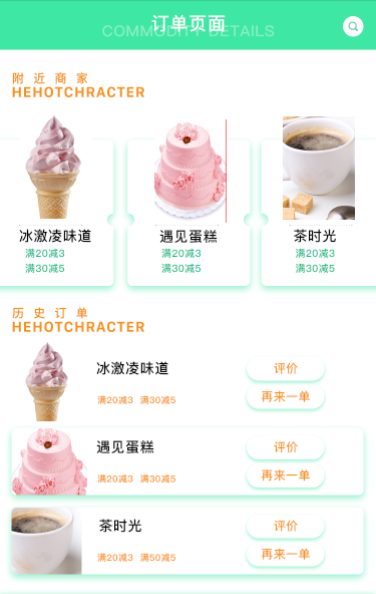 订单页面
COMMODITY DETAILS
附近商家
HEHOTCHRACTER
冰激凌味道
满20减3
满30减5
遇见蛋糕
满20减3
满30减5
茶时光
满20减3
满30减5
历史订单
HEHOTCHRACTER
冰激凌味道
满20减3 满30减5
评价
再来一单
遇见蛋糕
满20减3 满30减5
评价
再来一单
茶时光
满20减3 满50减5
评价
再来一单